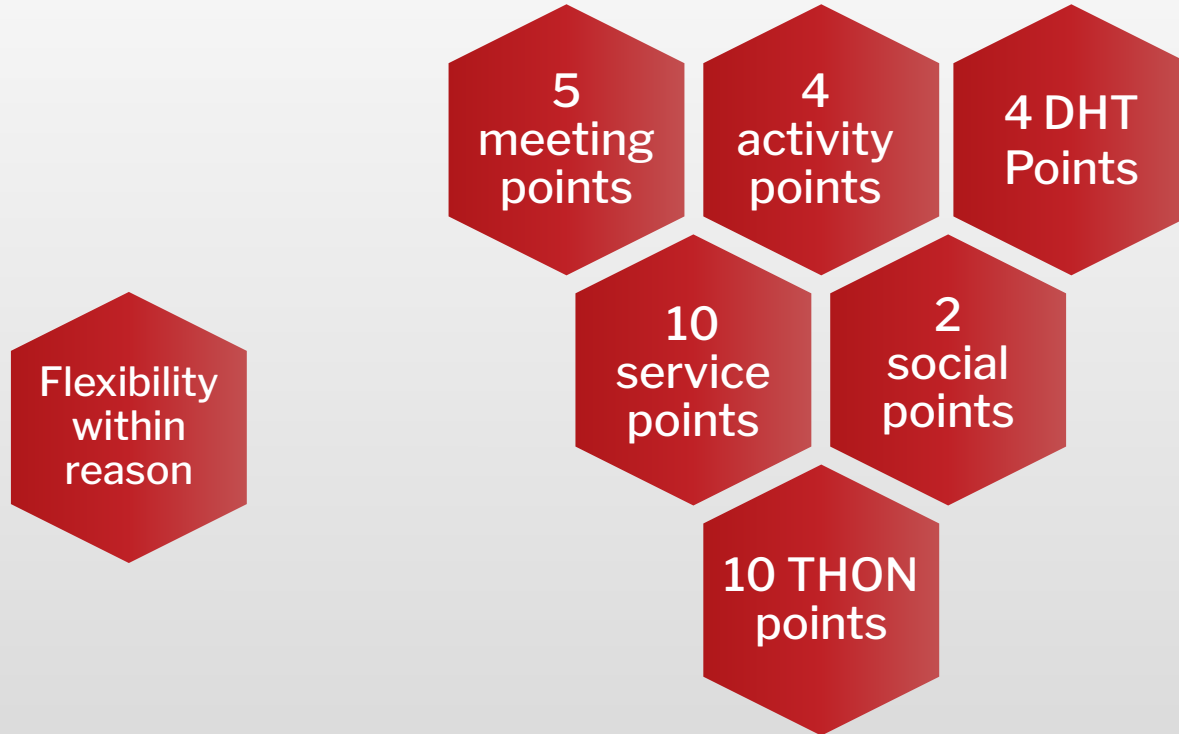 5
meeting
points
4
activity
points
4 DHT
Points
10
service
points
2
social
points
Flexibility
within
reason
10 THON
points